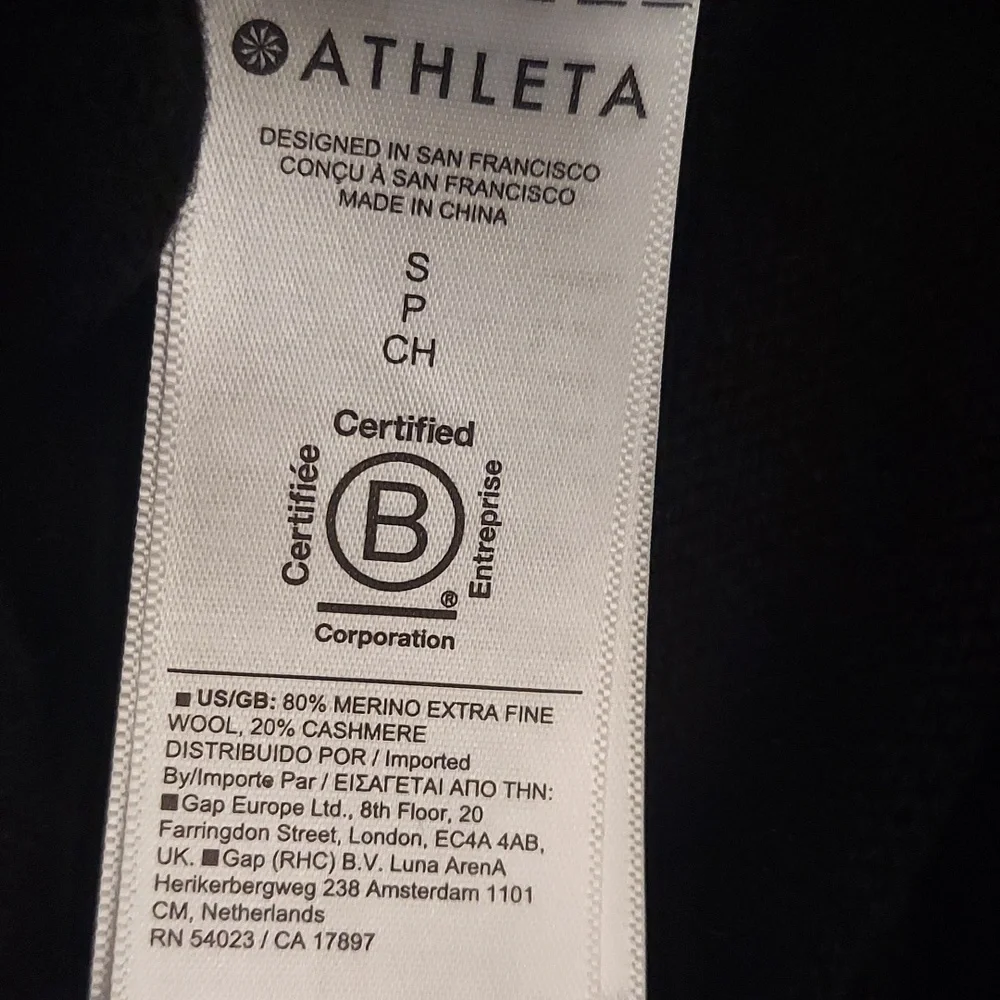 ATHLETA
DESIGNED IN SAN FRANCISCO
CONÇU À SAN FRANCISCO
MADE IN CHINA
S
P
CH
Certified
Certifiée
B
Entreprise
®
Corporation
■ US/GB: 80% MERINO EXTRA FINE
WOOL, 20% CASHMERE
DISTRIBUIDO POR / Imported
By/Importe Par / ΕΙΣΑΓΕΤΑΙ ΑΠΟ ΤΗΝ:
■Gap Europe Ltd., 8th Floor, 20
Farringdon Street, London, EC4A 4AB,
UK. ■Gap (RHC) B.V. Luna ArenA
Herikerbergweg 238 Amsterdam 1101
CM, Netherlands
RN 54023 / CA 17897